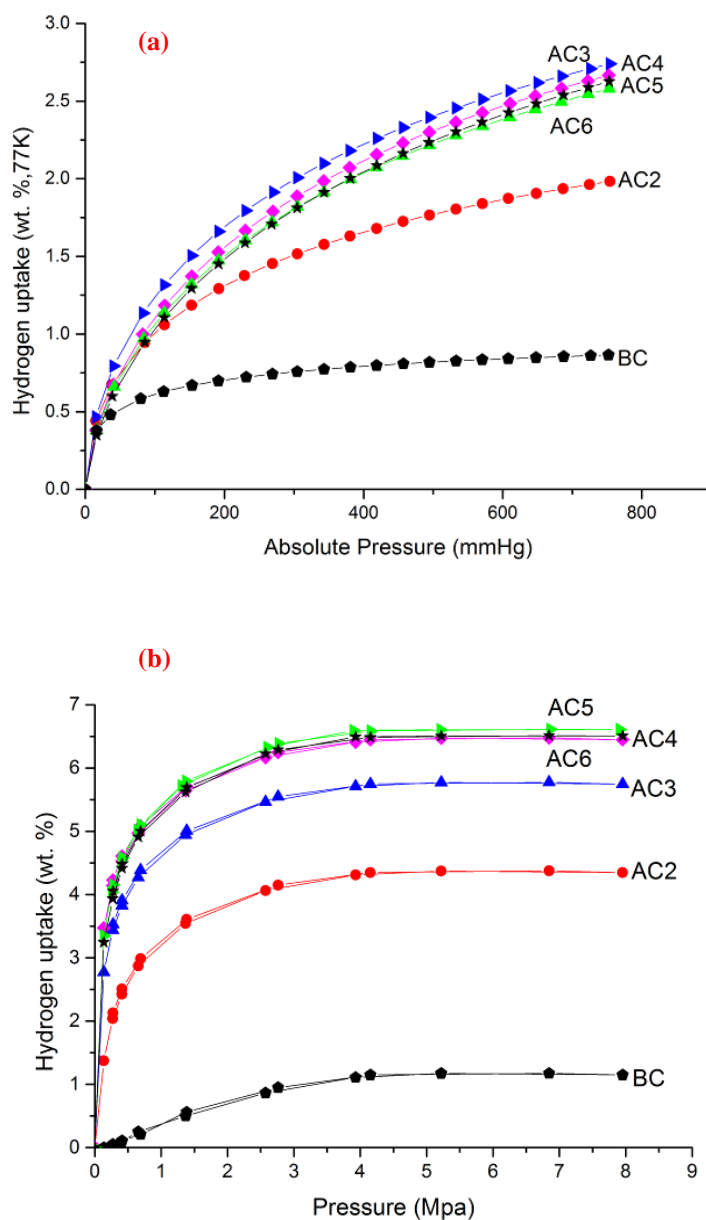 (a)
3.0
2.5
2.0
1.5
1.0
0.5
0.0
Hydrogen uptake (wt. %,77K)
AC3
AC4
AC5
AC6
AC2
BC
0 200 400 600 800
Absolute Pressure (mmHg)
(b)
7
6
5
4
3
2
1
0
Hydrogen uptake (wt. %)
AC5
AC4
AC6
AC3
AC2
BC
0 1 2 3 4 5 6 7 8 9
Pressure (Mpa)